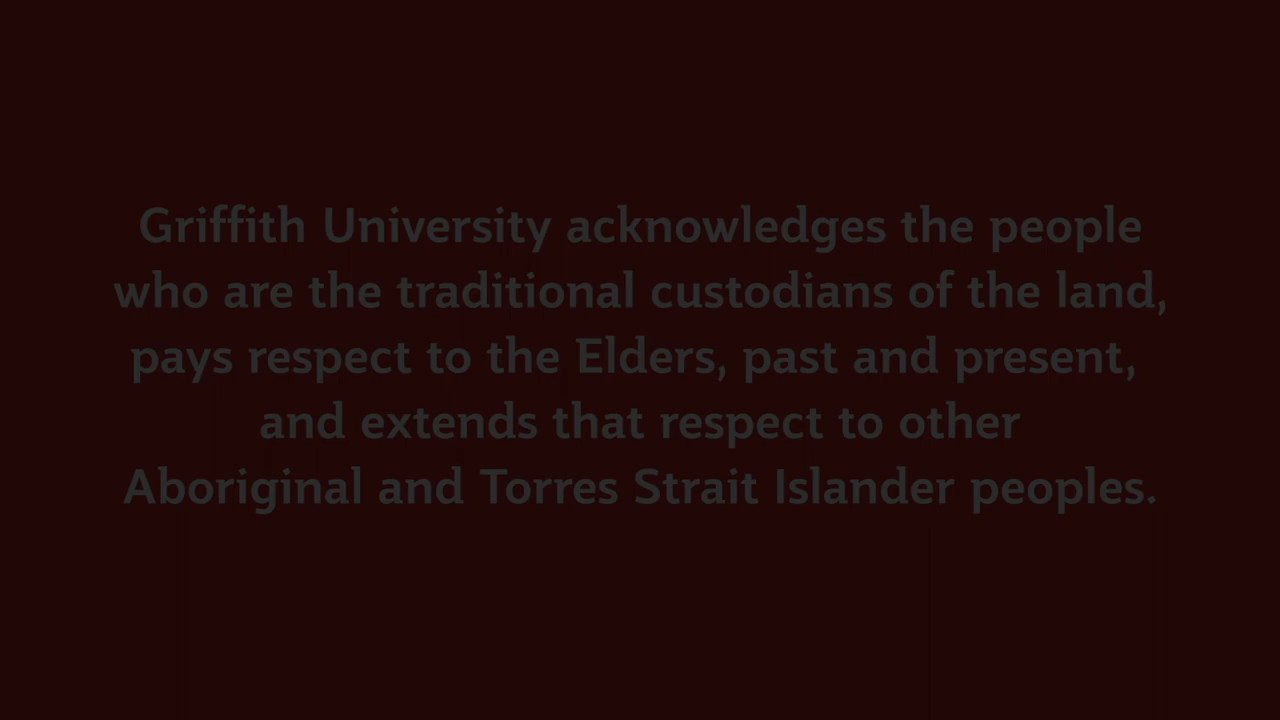 Griffith University acknowledges the people
who are the traditional custodians of the land,
pays respect to the Elders, past and present,
and extends that respect to other
Aboriginal and Torres Strait Islander peoples.